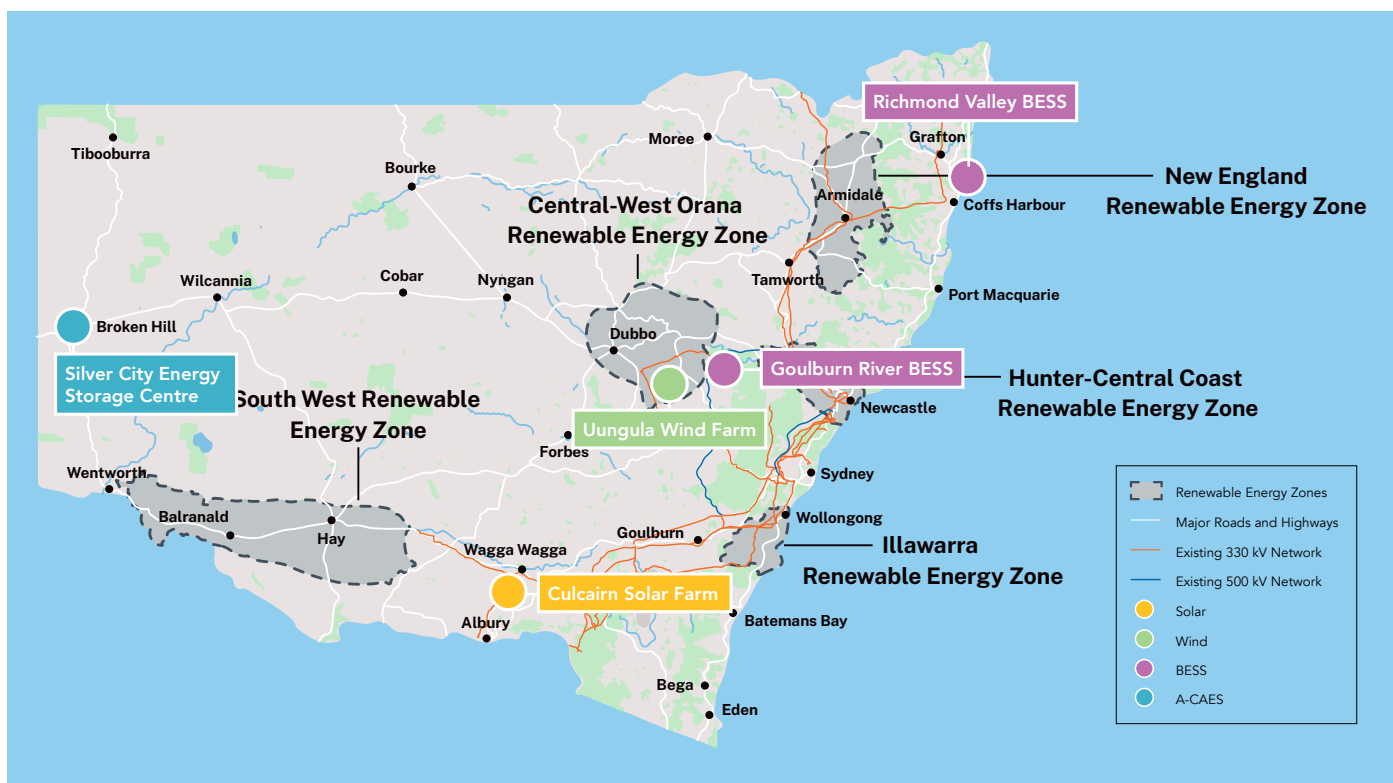 Richmond Valley BESS
Grafton
Moree
Tibooburra
Bourke
New England
Renewable Energy Zone
Armidale
Coffs Harbour
Central-West Orana
Renewable Energy Zone
Tamworth
Wilcannia
Cobar
Nyngan
Port Macquarie
Broken Hill
Dubbo
Silver City Energy
Storage Centre
Goulburn River BESS
Hunter-Central Coast
Renewable Energy Zone
South West Renewable
Energy Zone
Newcastle
Uungula Wind Farm
Forbes
Wentworth
Sydney
Balranald
Hay
Wollongong
Goulburn
Wagga Wagga
Illawarra
Renewable Energy Zone
Culcairn Solar Farm
Albury
Batemans Bay
Bega
Eden
Renewable Energy Zones
Major Roads and Highways
Existing 330 kV Network
Existing 500 kV Network
Solar
Wind
BESS
A-CAES